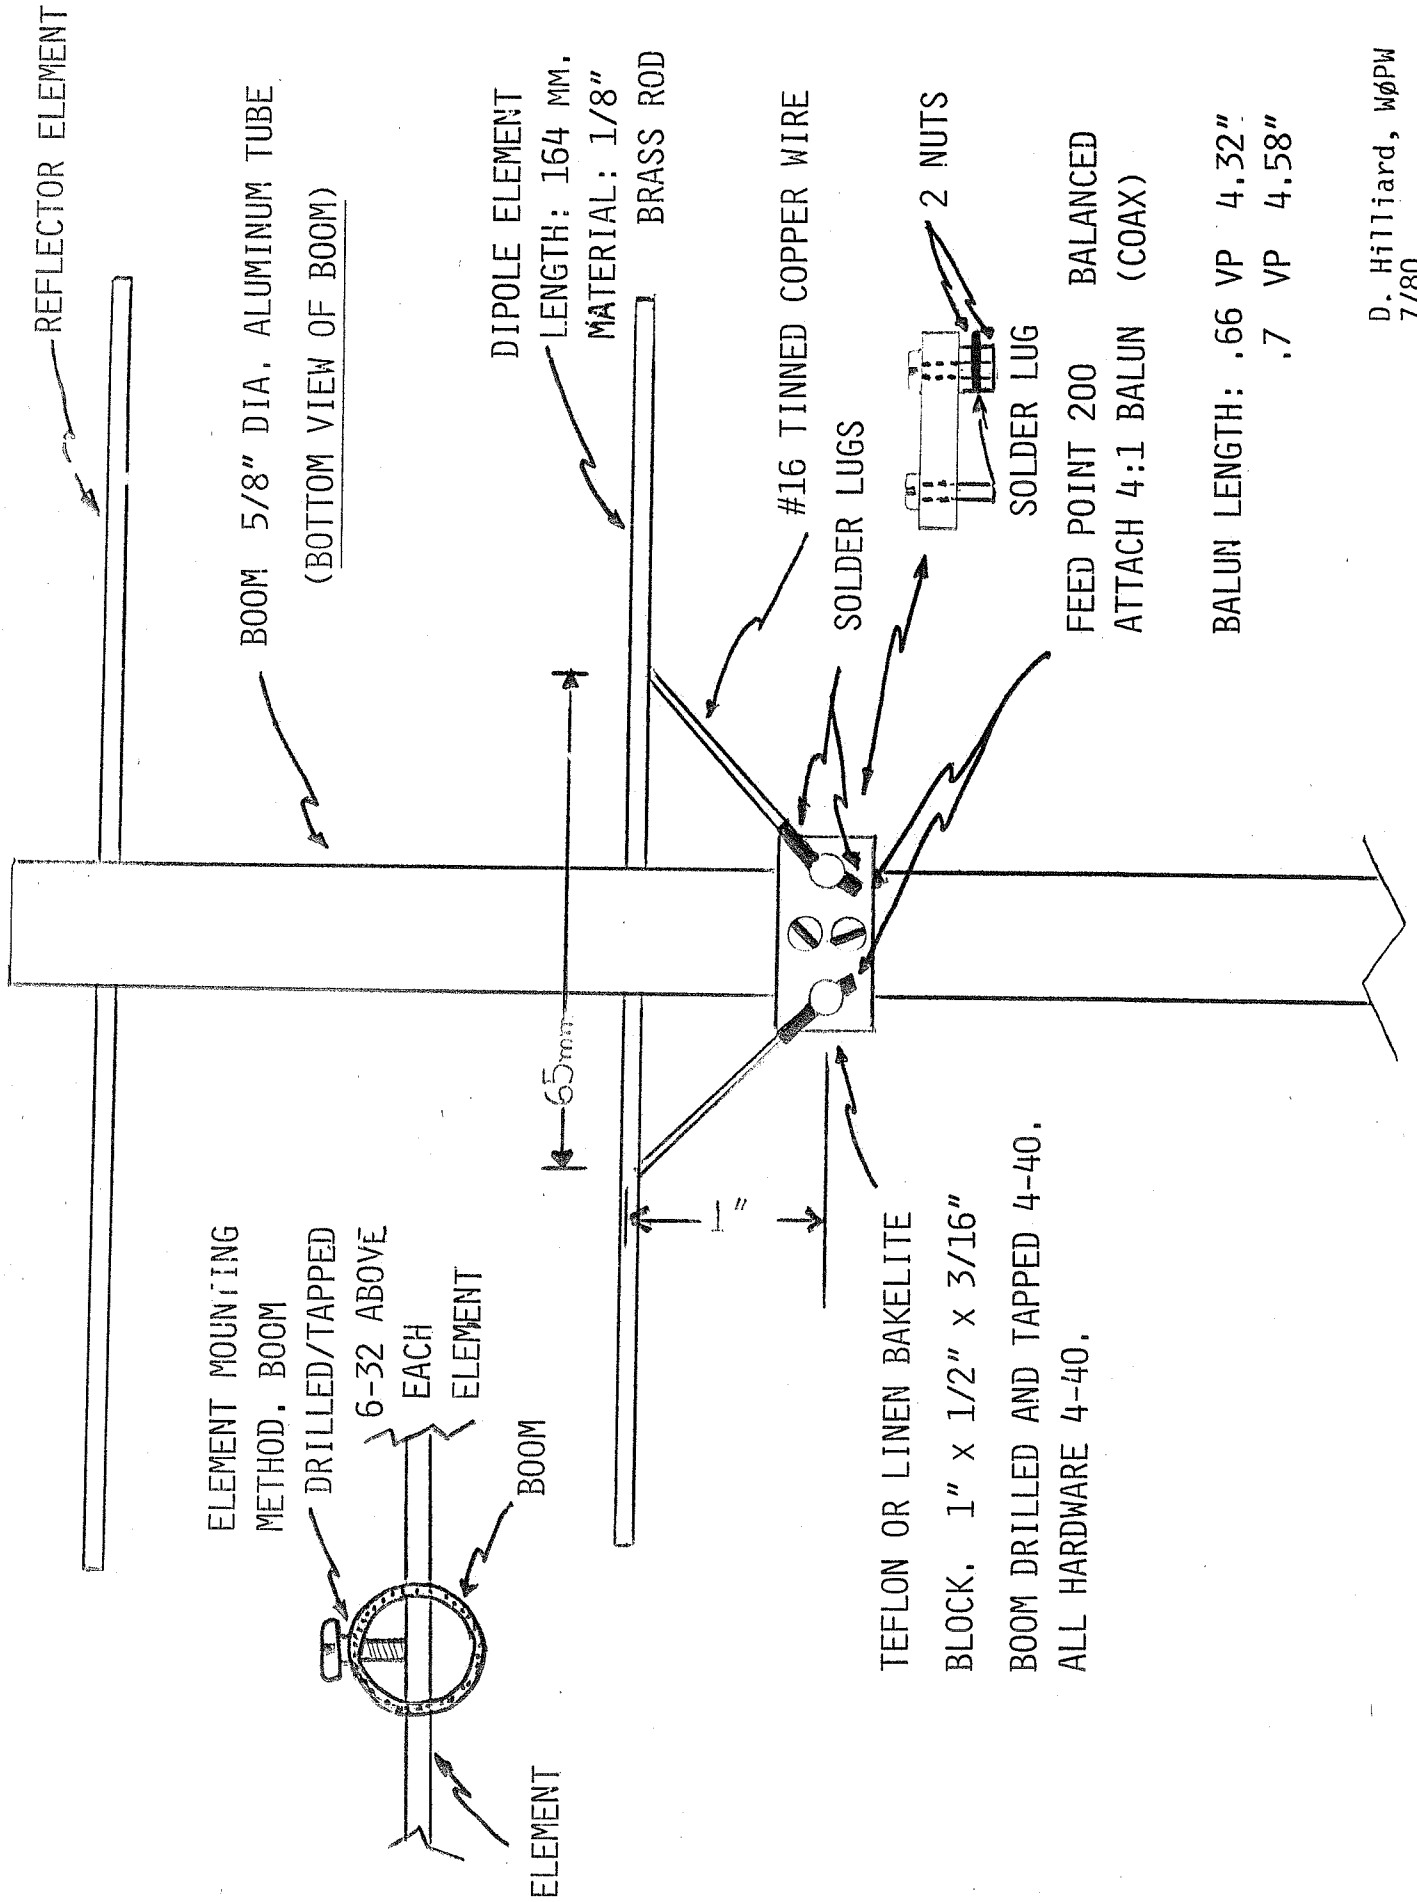 REFLECTOR ELEMENT
BOOM 5/8" DIA. ALUMINUM TUBE
(BOTTOM VIEW OF BOOM)
ELEMENT MOUNTING
METHOD. BOOM
DRILLED/TAPPED
6-32 ABOVE
EACH
ELEMENT
BOOM
ELEMENT
DIPOLE ELEMENT
LENGTH: 164 MM.
MATERIAL: 1/8"
BRASS ROD
65mm
1"
#16 TINNED COPPER WIRE
SOLDER LUGS
2 NUTS
SOLDER LUG
TEFLON OR LINEN BAKELITE
BLOCK. 1" x 1/2" x 3/16"
BOOM DRILLED AND TAPPED 4-40.
ALL HARDWARE 4-40.
FEED POINT 200 BALANCED
ATTACH 4:1 BALUN (COAX)
BALUN LENGTH: .66 VP 4.32"
.7 VP 4.58"
D. Hilliard, WØPW
7/80